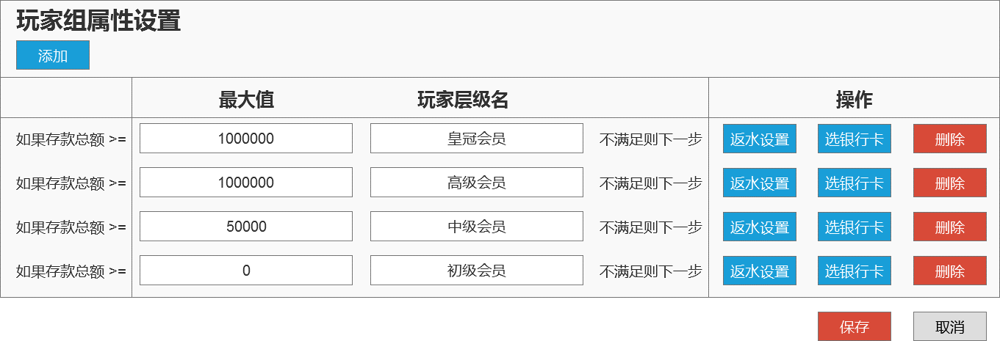 玩家组属性设置
添加
最大值 玩家层级名 操作
如果存款总额 >= 1000000 皇冠会员 不满足则下一步 返水设置 选银行卡 删除
如果存款总额 >= 1000000 高级会员 不满足则下一步 返水设置 选银行卡 删除
如果存款总额 >= 50000 中级会员 不满足则下一步 返水设置 选银行卡 删除
如果存款总额 >= 0 初级会员 不满足则下一步 返水设置 选银行卡 删除
保存 取消